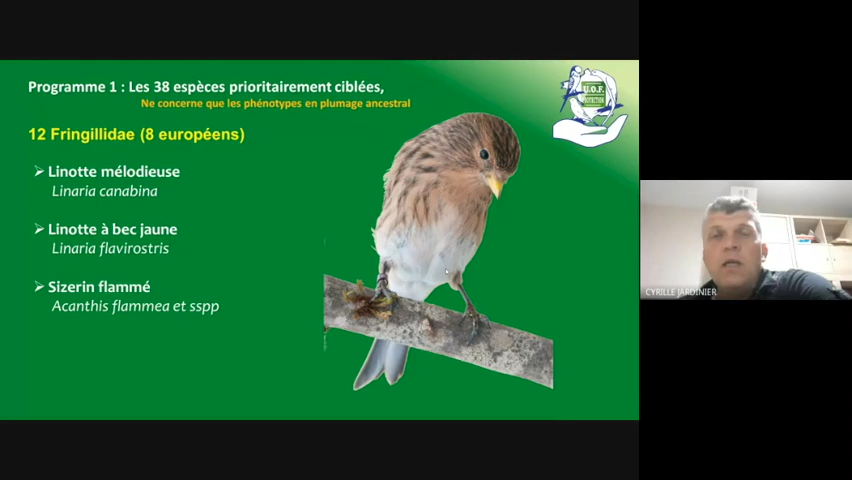 Programme 1 : Les 38 espèces prioritairement ciblées,
Ne concerne que les phénotypes en plumage ancestral
U.O.F.
12 Fringillidae (8 européens)
➢ Linotte mélodieuse
Linaria canabina
➢ Linotte à bec jaune
Linaria flavirostris
➢ Sizerin flammé
Acanthis flammea et sspp
CYRILLE JARDINIER